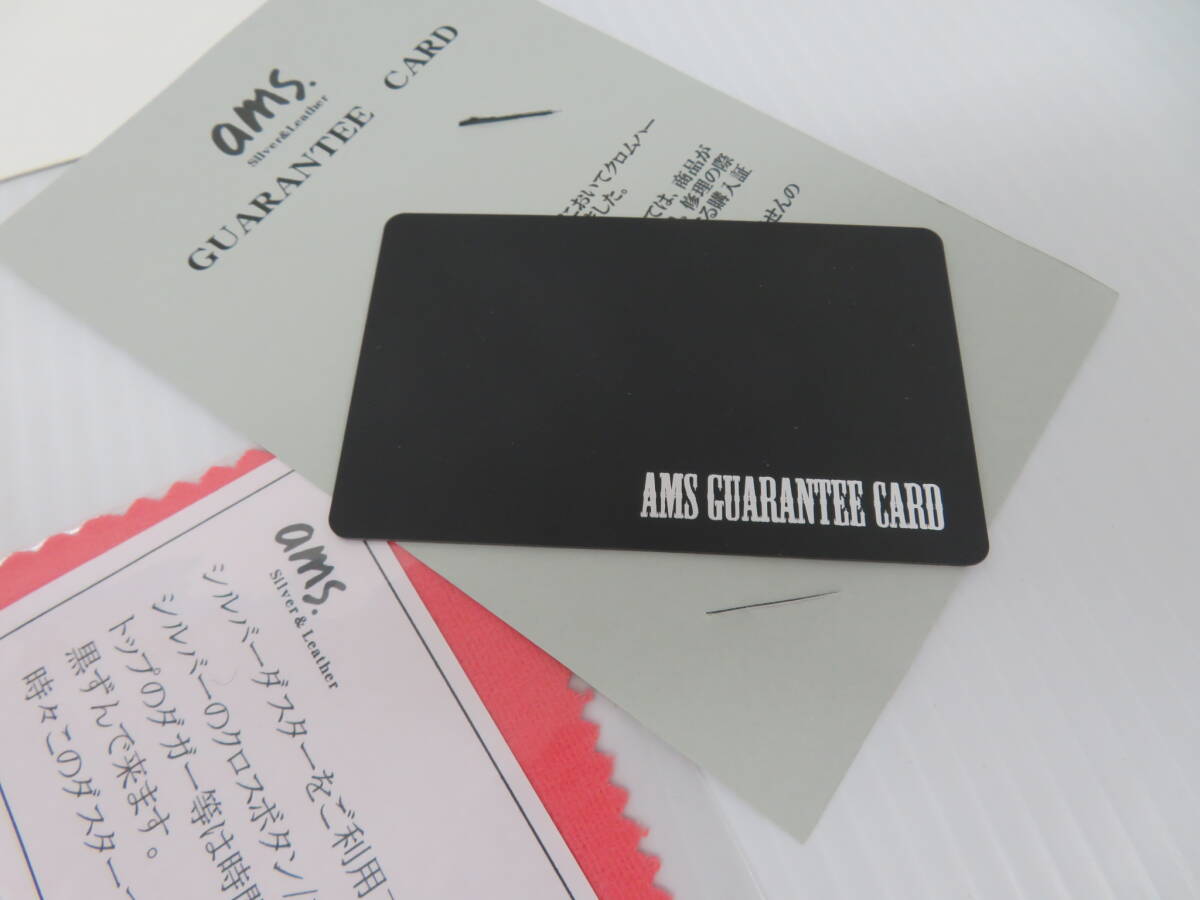 ams.
Silver&Leather
GUARANTEE CARD
おいてクロムハー
ました。
ては、商品が
修理の際
る購入証
せんの
AMS GUARANTEE CARD
ams.
Silver & Leather
シルバーダスターをご利用
シルバーのクロスボタン/
トップのダガー等は時間
黒ずんで来ます。
時々このダスター